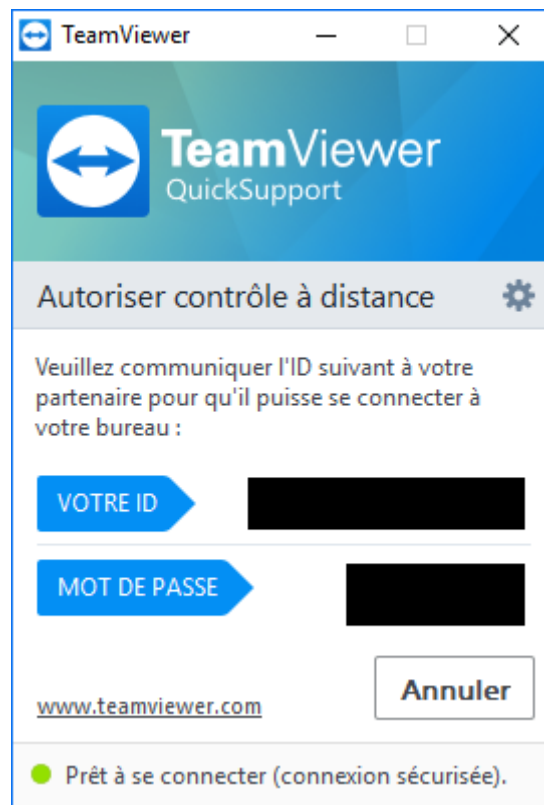 TeamViewer
TeamViewer
QuickSupport
Autoriser contrôle à distance
Veuillez communiquer l'ID suivant à votre
partenaire pour qu'il puisse se connecter à
votre bureau :
VOTRE ID
MOT DE PASSE
www.teamviewer.com
Annuler
Prêt à se connecter (connexion sécurisée).